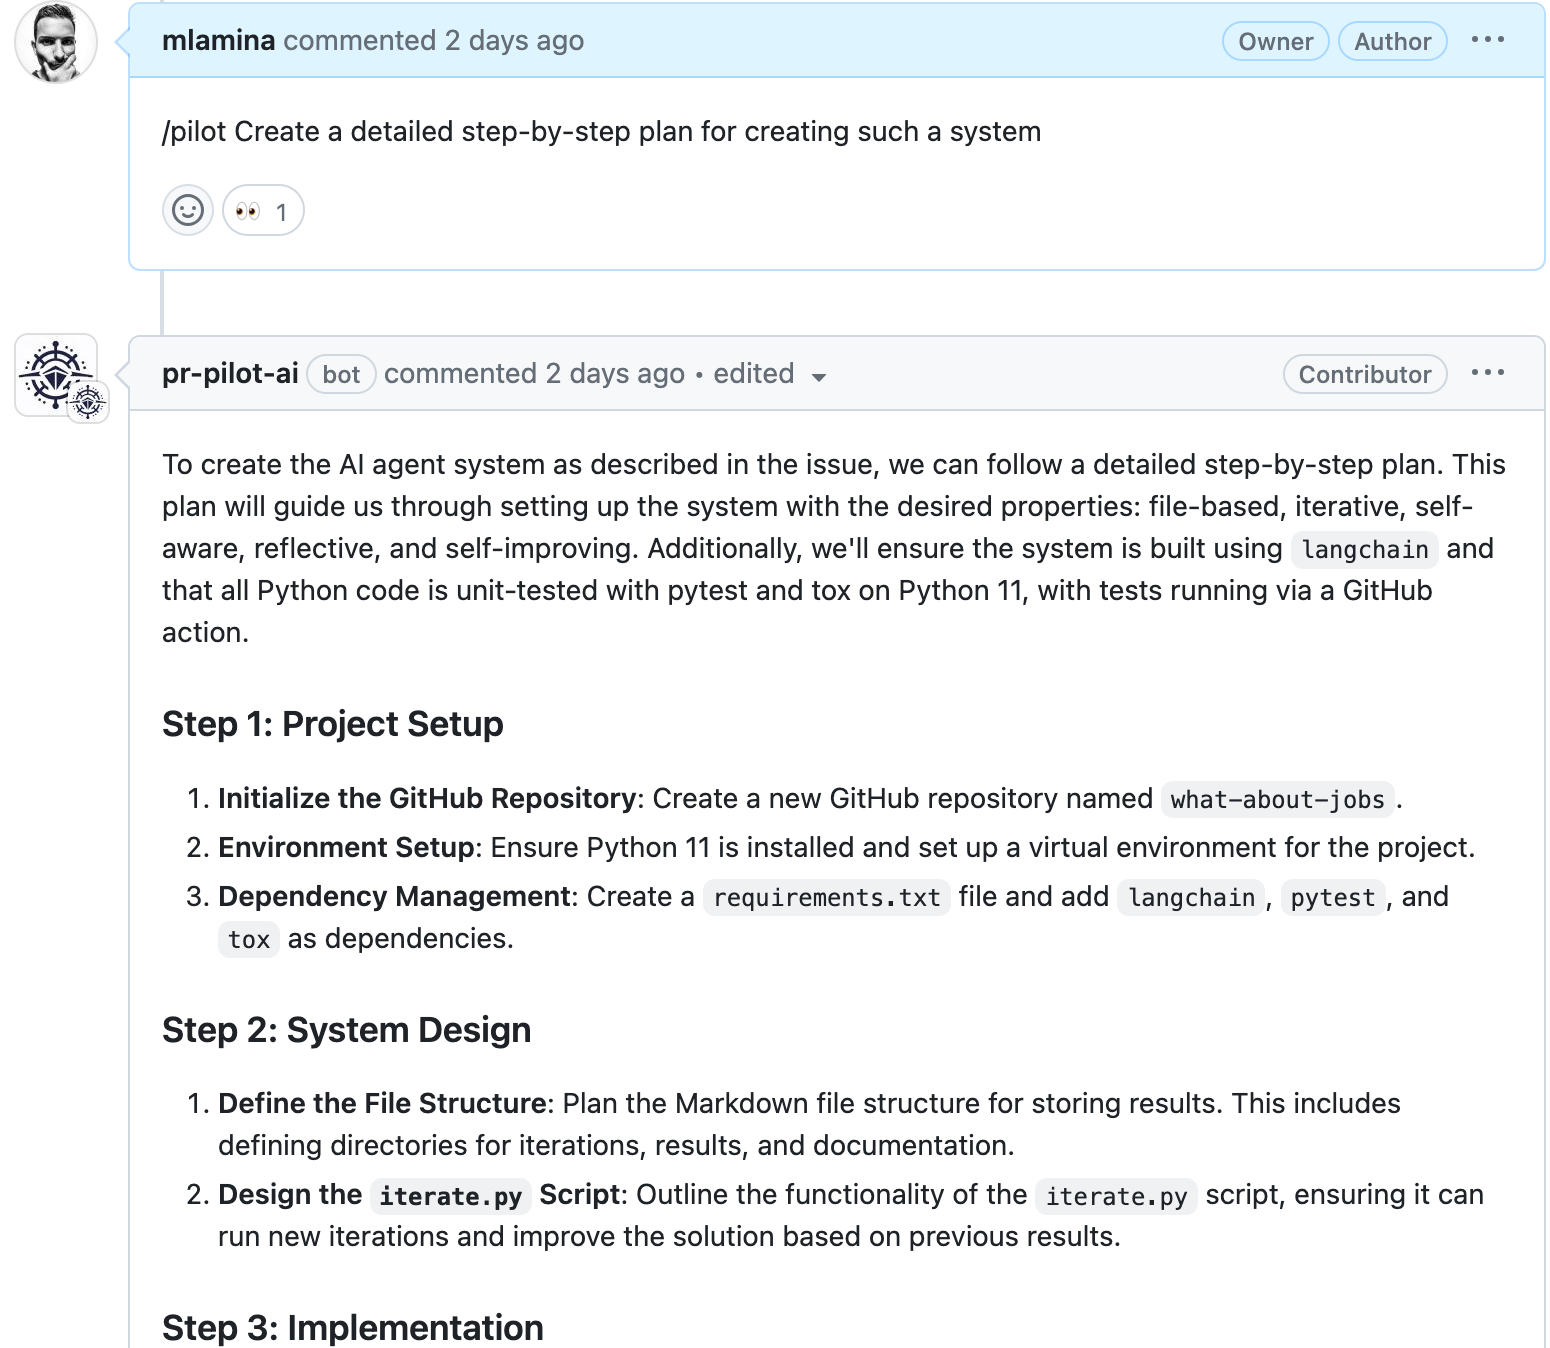 mlamina commented 2 days ago Owner Author
/pilot Create a detailed step-by-step plan for creating such a system
👀 1
pr-pilot-ai bot commented 2 days ago • edited Contributor
To create the AI agent system as described in the issue, we can follow a detailed step-by-step plan. This
plan will guide us through setting up the system with the desired properties: file-based, iterative, self-
aware, reflective, and self-improving. Additionally, we'll ensure the system is built using langchain and
that all Python code is unit-tested with pytest and tox on Python 11, with tests running via a GitHub
action.
Step 1: Project Setup
1. Initialize the GitHub Repository: Create a new GitHub repository named what-about-jobs.
2. Environment Setup: Ensure Python 11 is installed and set up a virtual environment for the project.
3. Dependency Management: Create a requirements.txt file and add langchain, pytest, and
tox as dependencies.
Step 2: System Design
1. Define the File Structure: Plan the Markdown file structure for storing results. This includes
defining directories for iterations, results, and documentation.
2. Design the iterate.py Script: Outline the functionality of the iterate.py script, ensuring it can
run new iterations and improve the solution based on previous results.
Step 3: Implementation